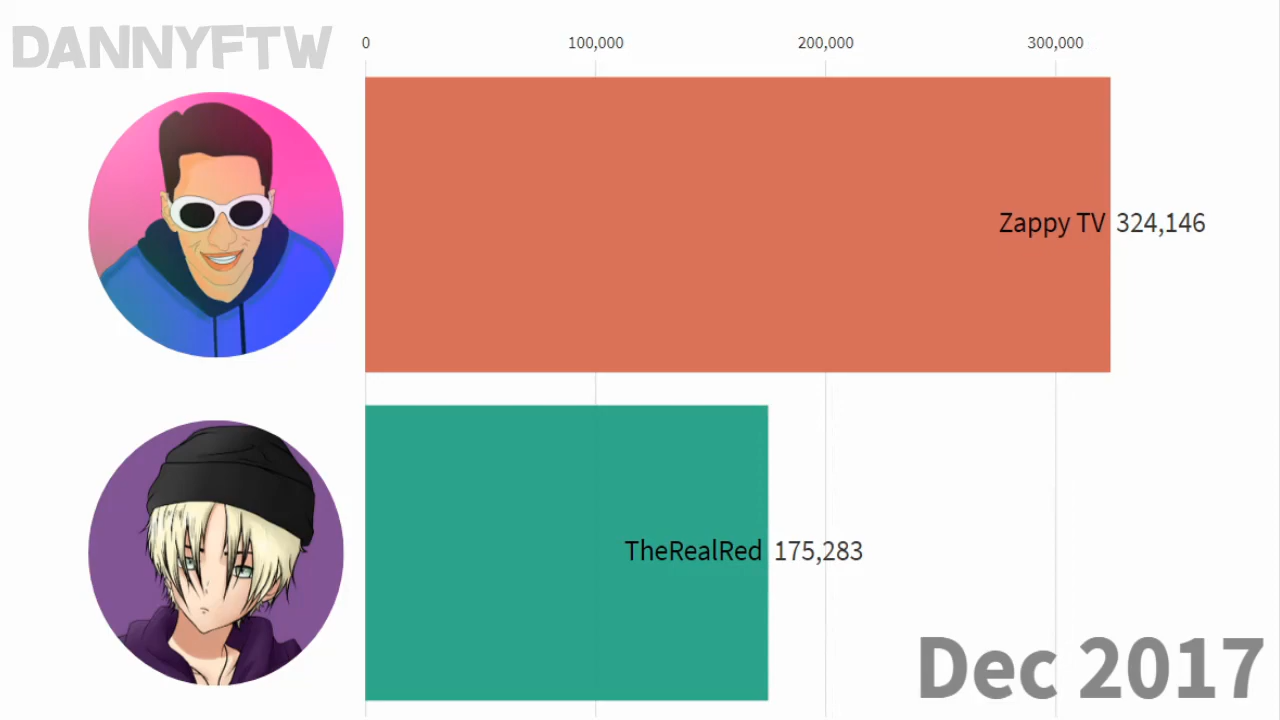 DANNYFTW
0 100,000 200,000 300,000
Zappy TV 324,146
TheRealRed 175,283
Dec 2017